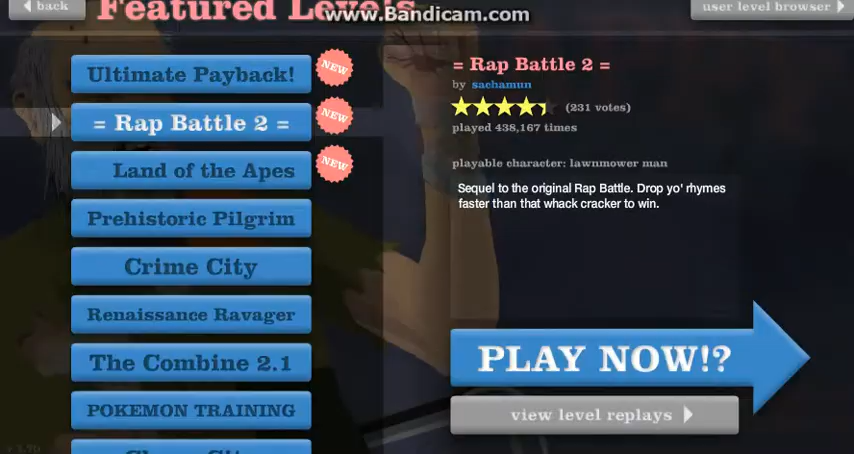 back
Featured Levels
www.Bandicam.com
user level browser
Ultimate Payback!
NEW
= Rap Battle 2 =
NEW
Land of the Apes
NEW
Prehistoric Pilgrim
Crime City
Renaissance Ravager
The Combine 2.1
POKEMON TRAINING
= Rap Battle 2 =
by sachamun
(231 votes)
played 438,167 times
playable character: lawnmower man
Sequel to the original Rap Battle. Drop yo' rhymes
faster than that whack cracker to win.
PLAY NOW!?
view level replays